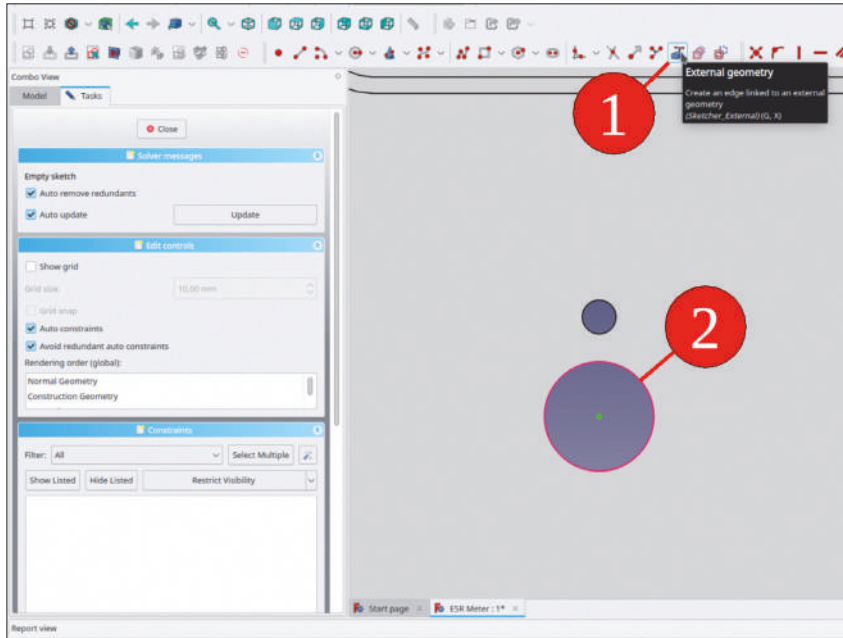 External geometry
Create an edge linked to an external
geometry
(Sketcher_External) (G, X)
1
Combo View
Model
Tasks
Close
Solver messages
Empty sketch
Auto remove redundants
Auto update
Update
Edit controls
Show grid
Grid size:
10,00 mm
Grid snap
Auto constraints
Avoid redundant auto constraints
Rendering order (global):
Normal Geometry
Construction Geometry
2
Constraints
Filter:
All
Select Multiple
Show Listed
Hide Listed
Restrict Visibility
Start page
ESR Meter : 1*
Report view